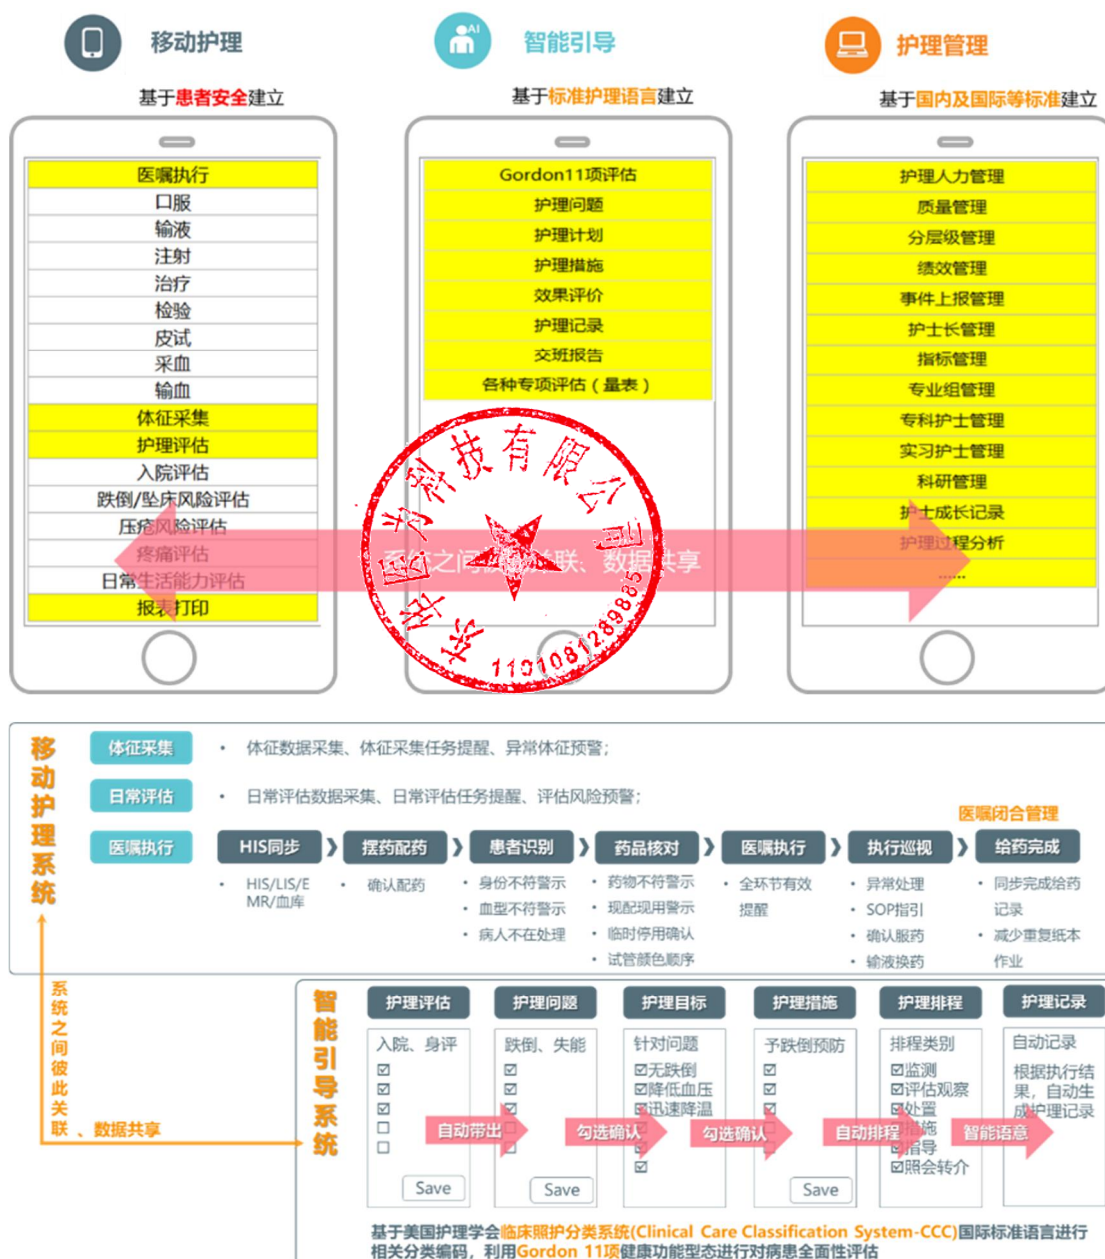 移动护理
智能引导
护理管理
基于患者安全建立
基于标准护理语言建立
基于国内及国际等标准建立
医嘱执行
口服
输液
注射
治疗
检验
皮试
采血
输血
体征采集
护理评估
入院评估
跌倒/坠床风险评估
压疮风险评估
疼痛评估
日常生活能力评估
报表打印
Gordon11项评估
护理问题
护理计划
护理措施
效果评价
护理记录
交班报告
各种专项评估（量表）
护理人力管理
质量管理
分层级管理
绩效管理
事件上报管理
护士长管理
指标管理
专业组管理
专科护士管理
实习护士管理
科研管理
护士成长记录
护理过程分析
......
系统之间彼此关联、数据共享
东华医为科技有限公司
1101081289885
移动护理系统
体征采集
• 体征数据采集、体征采集任务提醒、异常体征预警；
日常评估
• 日常评估数据采集、日常评估任务提醒、评估风险预警；
医嘱闭合管理
医嘱执行
HIS同步
摆药配药
患者识别
药品核对
医嘱执行
执行巡视
给药完成
• HIS/LIS/E
MR/血库
• 确认配药
• 身份不符警示
• 血型不符警示
• 病人不在处理
• 药物不符警示
• 现配现用警示
• 临时停用确认
• 试管颜色顺序
• 全环节有效
提醒
• 异常处理
• SOP指引
• 确认服药
• 输液换药
• 同步完成给药
记录
• 减少重复纸本
作业
系统之间彼此关联、数据共享
智能引导系统
护理评估
护理问题
护理目标
护理措施
护理排程
护理记录
入院、身评
☑
☑
☑
☐
☐
Save
自动带出
跌倒、失能
☑
☑
☑
Save
勾选确认
针对问题
☑无跌倒
☑降低血压
☑迅速降温
☑
勾选确认
予跌倒预防
☑
☑
☑
Save
自动排程
排程类别
☑监测
☑评估观察
☑处置
☑措施
☑指导
☑照会转介
智能语意
自动记录
根据执行结
果，自动生
成护理记录
基于美国护理学会临床照护分类系统(Clinical Care Classification System-CCC)国际标准语言进行
相关分类编码，利用Gordon 11项健康功能型态进行对病患全面性评估